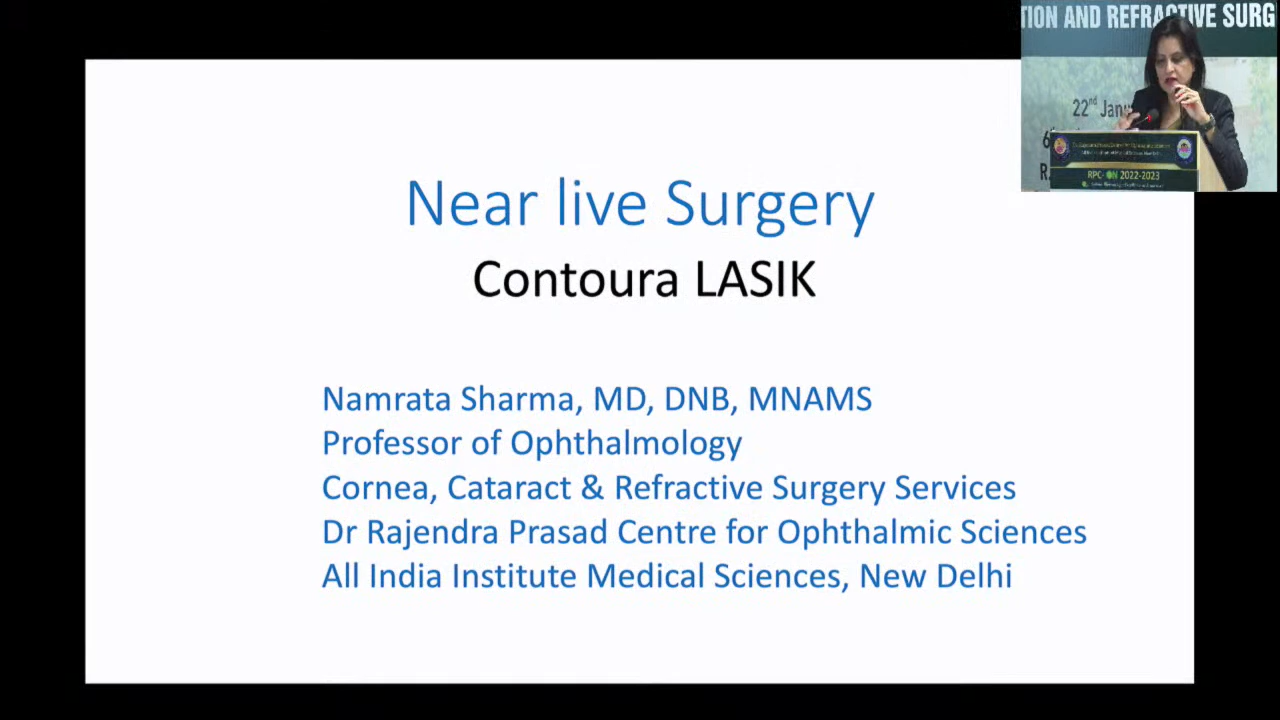 Near live Surgery
Contoura LASIK
Namrata Sharma, MD, DNB, MNAMS
Professor of Ophthalmology
Cornea, Cataract & Refractive Surgery Services
Dr Rajendra Prasad Centre for Ophthalmic Sciences
All India Institute Medical Sciences, New Delhi
TION AND REFRACTIVE SURG
22nd Janu
RPC- ON 2022-2023